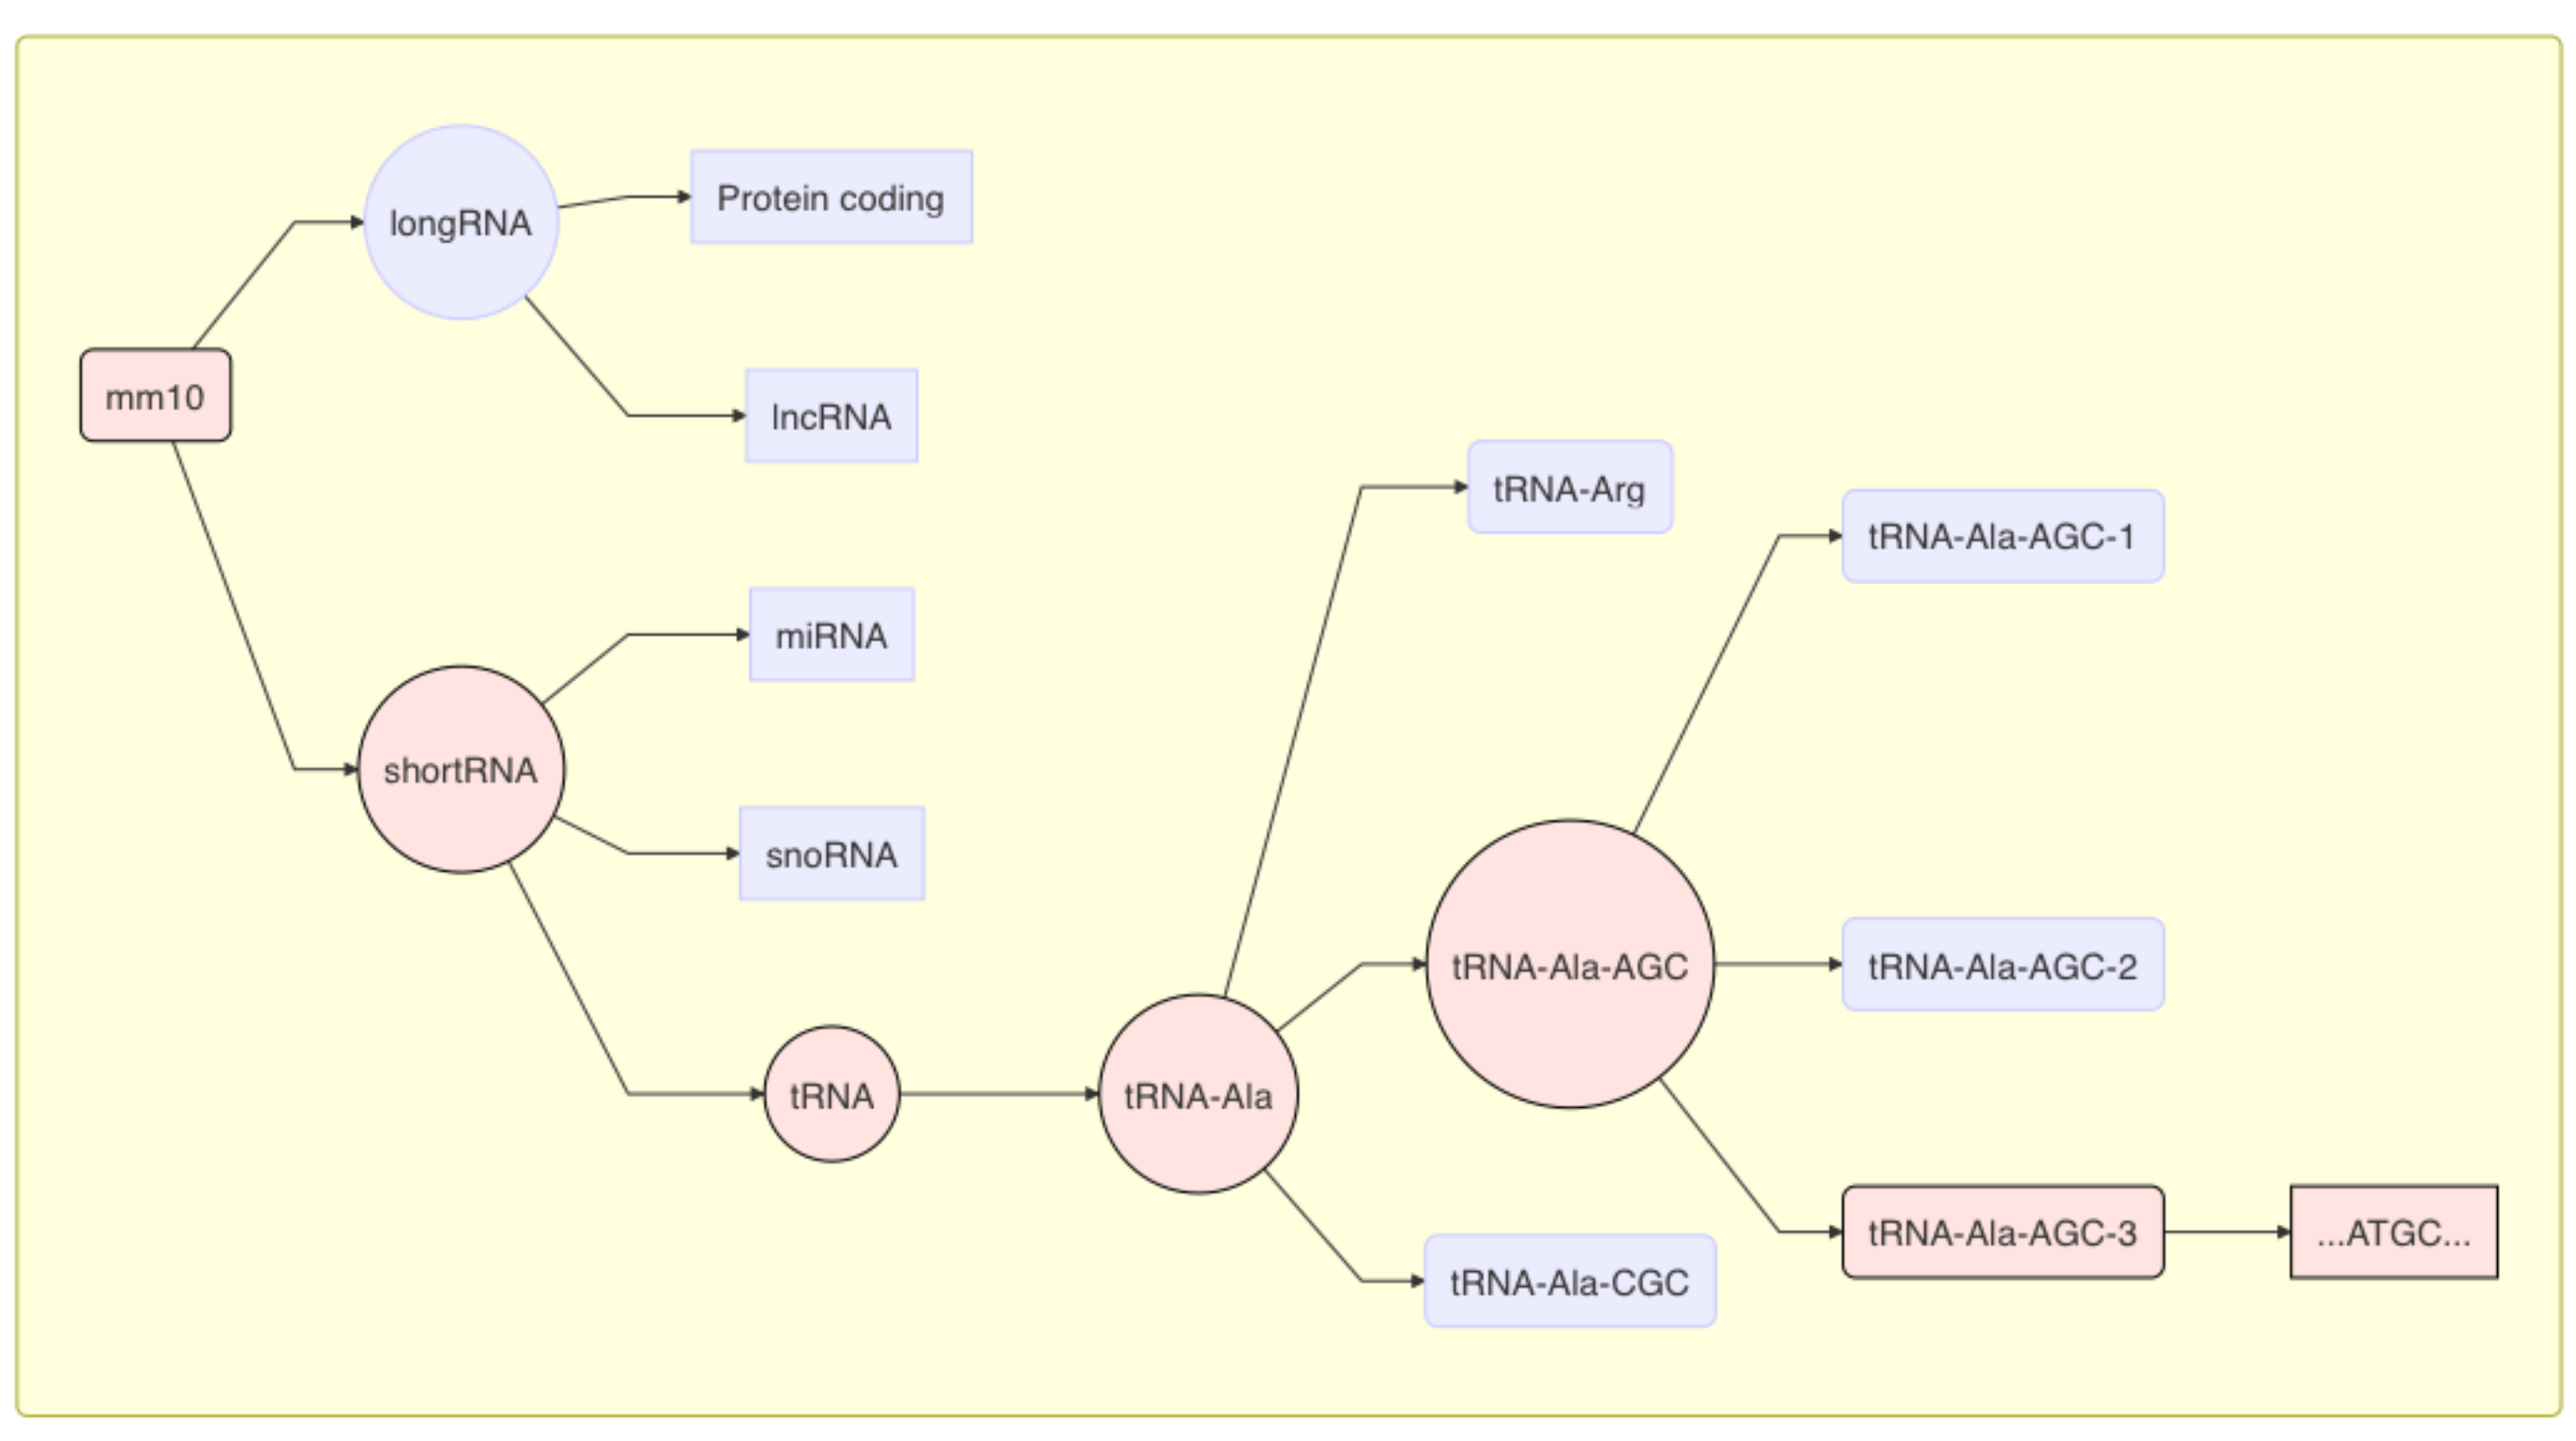 longRNA
Protein coding
mm10
lncRNA
tRNA-Arg
tRNA-Ala-AGC-1
miRNA
shortRNA
snoRNA
tRNA-Ala-AGC
tRNA-Ala-AGC-2
tRNA
tRNA-Ala
tRNA-Ala-AGC-3
...ATGC...
tRNA-Ala-CGC